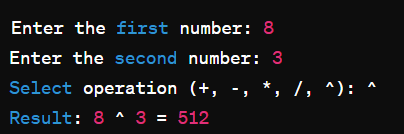 Enter the first number: 8
Enter the second number: 3
Select operation (+, -, *, /, ^): ^
Result: 8 ^ 3 = 512